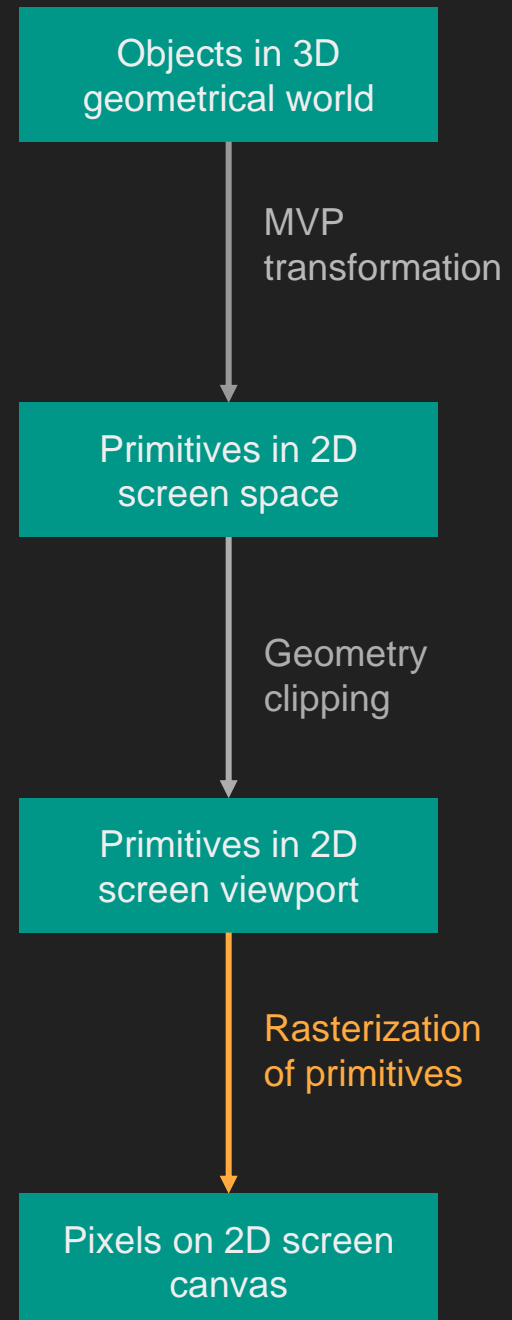 Objects in 3D
geometrical world
MVP
transformation
Primitives in 2D
screen space
Geometry
clipping
Primitives in 2D
screen viewport
Rasterization
of primitives
Pixels on 2D screen
canvas